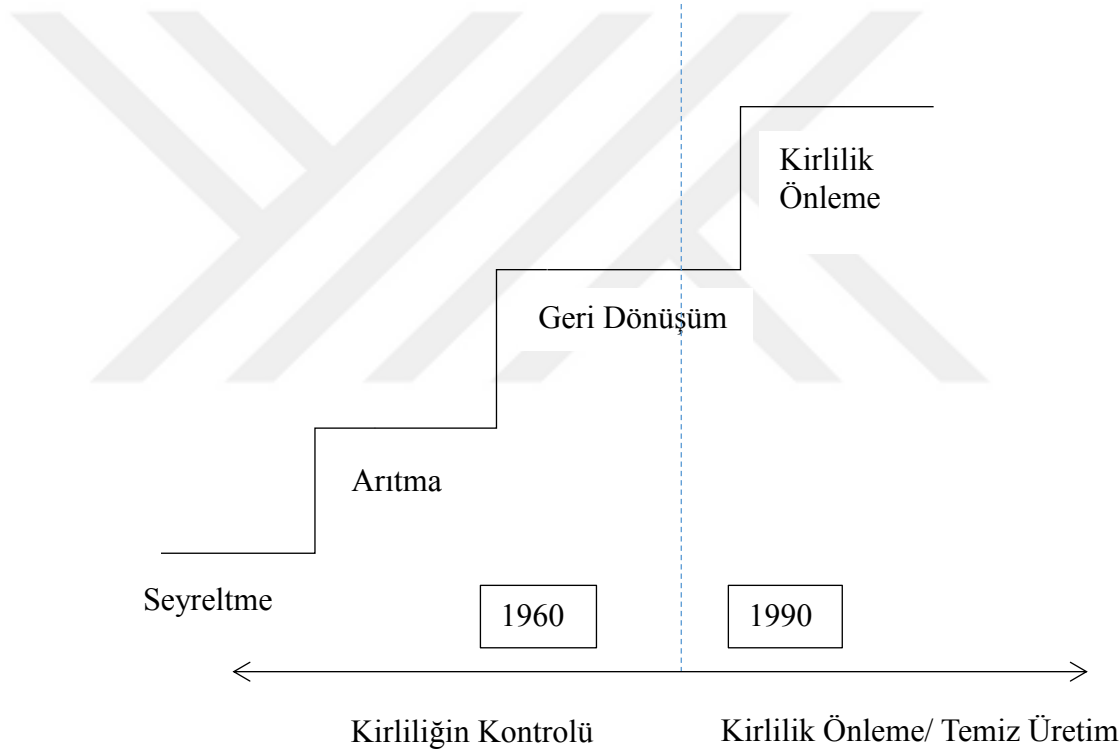 Kirlilik
Önleme
Geri Dönüşüm
Arıtma
Seyreltme
1960
1990
Kirliliğin Kontrolü
Kirlilik Önleme/ Temiz Üretim